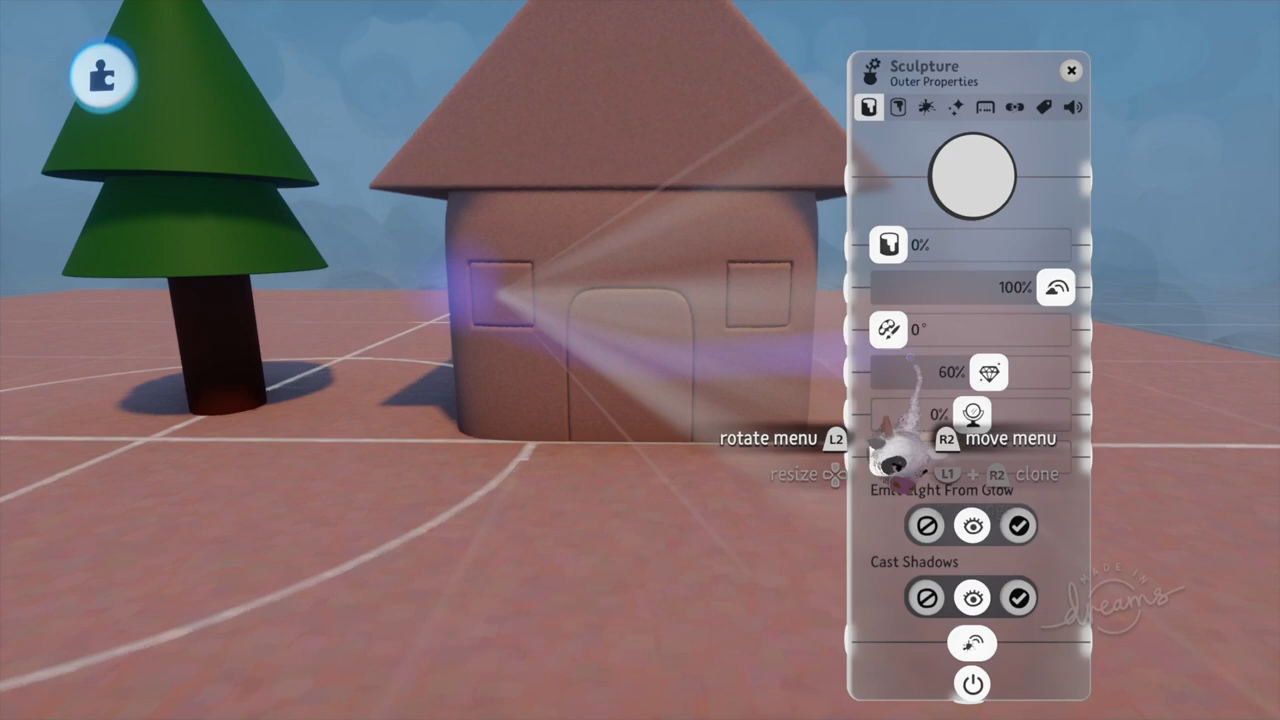 Sculpture
Outer Properties
0%
100%
0°
60%
0%
rotate menu L2
R2 move menu
resize
L1 + R2 clone
Emit Light From Glow
Cast Shadows
MADE IN
dreams